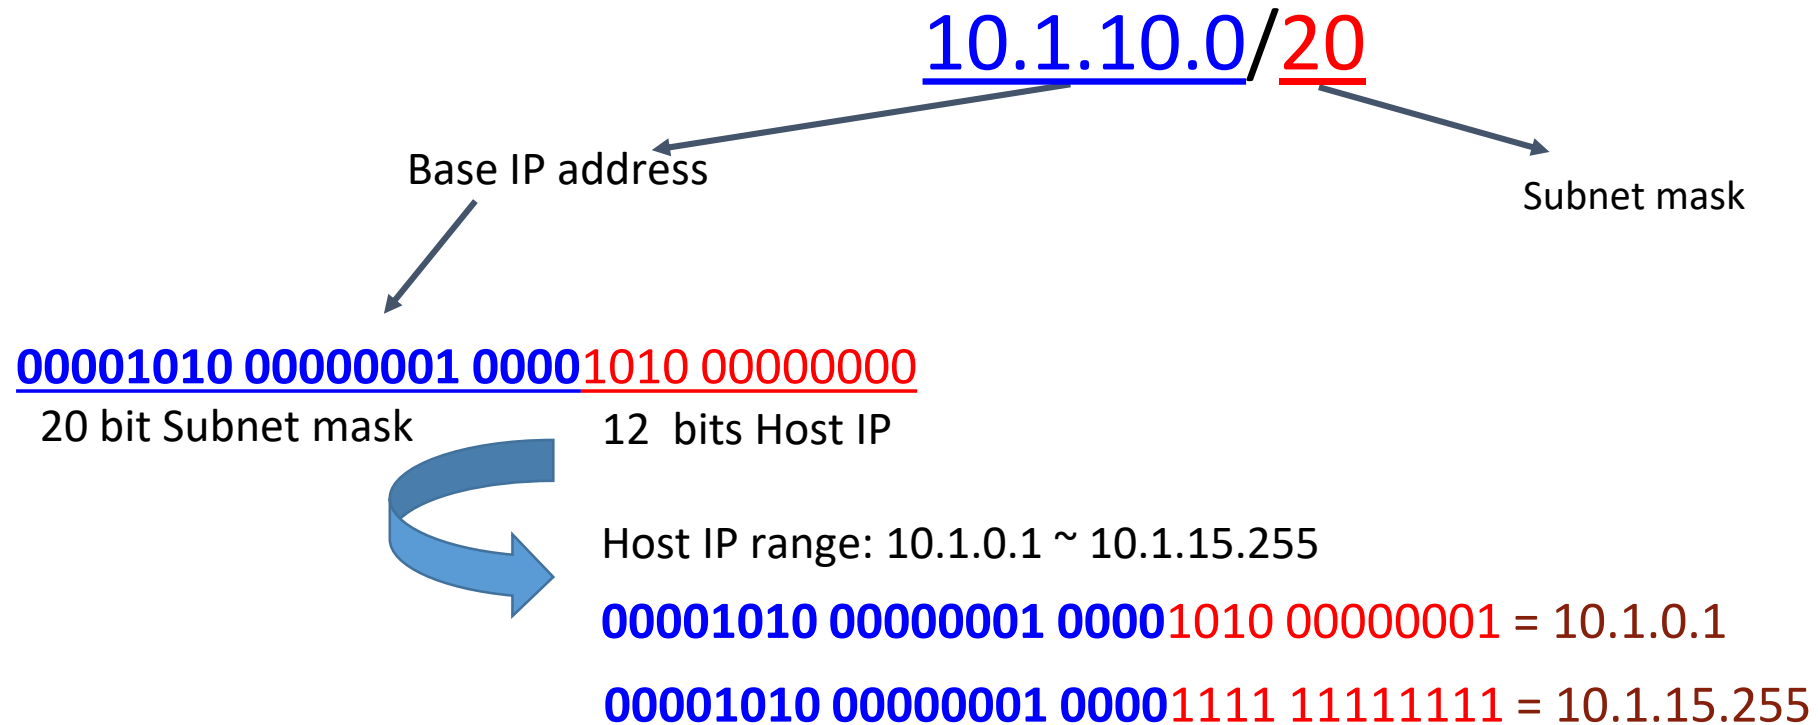 10.1.10.0/20
Base IP address
Subnet mask
00001010 00000001 00001010 00000000
20 bit Subnet mask
12 bits Host IP
Host IP range: 10.1.0.1 ~ 10.1.15.255
00001010 00000001 00001010 00000001 = 10.1.0.1
00001010 00000001 00001111 11111111 = 10.1.15.255